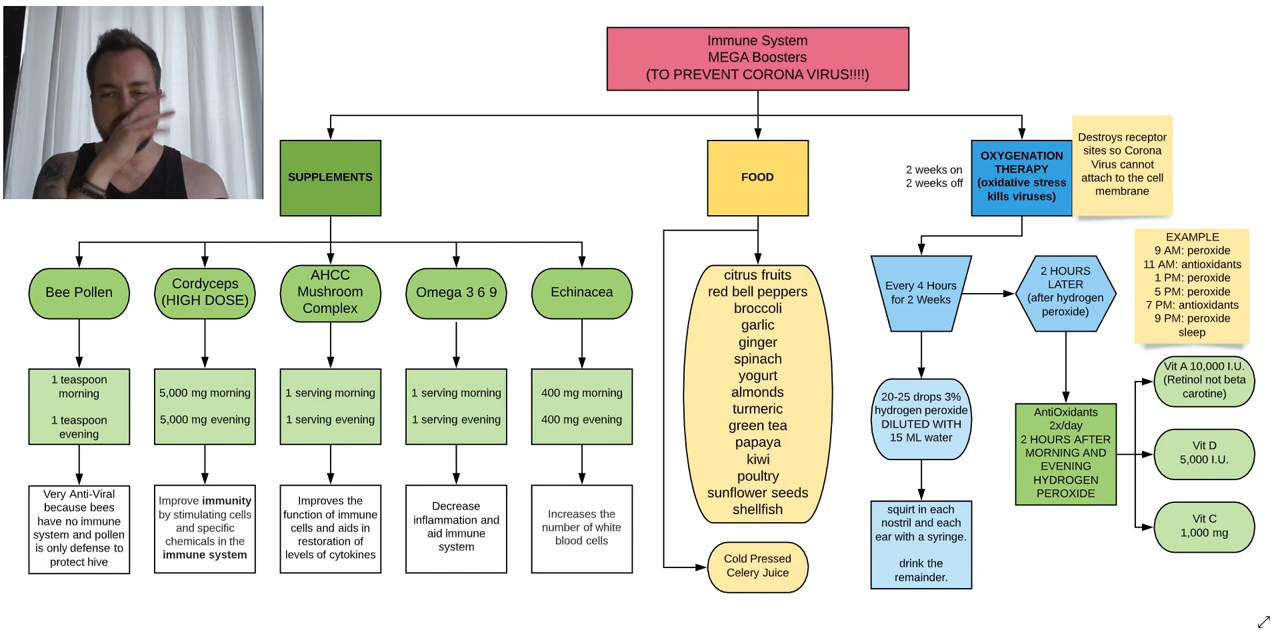 Immune System
MEGA Boosters
(TO PREVENT CORONA VIRUS!!!!)
SUPPLEMENTS
FOOD
2 weeks on
2 weeks off
OXYGENATION
THERAPY
(oxidative stress
kills viruses)
Destroys receptor
sites so Corona
Virus cannot
attach to the cell
membrane
Bee Pollen
Cordyceps
(HIGH DOSE)
AHCC
Mushroom
Complex
Omega 3 6 9
Echinacea
1 teaspoon
morning
1 teaspoon
evening
5,000 mg morning
5,000 mg evening
1 serving morning
1 serving evening
1 serving morning
1 serving evening
400 mg morning
400 mg evening
Very Anti-Viral
because bees
have no immune
system and pollen
is only defense to
protect hive
Improve immunity
by stimulating cells
and specific
chemicals in the
immune system
Improves the
function of immune
cells and aids in
restoration of
levels of cytokines
Decrease
inflammation and
aid immune
system
Increases the
number of white
blood cells
citrus fruits
red bell peppers
broccoli
garlic
ginger
spinach
yogurt
almonds
turmeric
green tea
papaya
kiwi
poultry
sunflower seeds
shellfish
Cold Pressed
Celery Juice
Every 4 Hours
for 2 Weeks
2 HOURS
LATER
(after hydrogen
peroxide)
EXAMPLE
9 AM: peroxide
11 AM: antioxidants
1 PM: peroxide
5 PM: peroxide
7 PM: antioxidants
9 PM: peroxide
sleep
20-25 drops 3%
hydrogen peroxide
DILUTED WITH
15 ML water
squirt in each
nostril and each
ear with a syringe.
drink the
remainder.
AntiOxidants
2x/day
2 HOURS AFTER
MORNING AND
EVENING
HYDROGEN
PEROXIDE
Vit A 10,000 I.U.
(Retinol not beta
carotine)
Vit D
5,000 I.U.
Vit C
1,000 mg